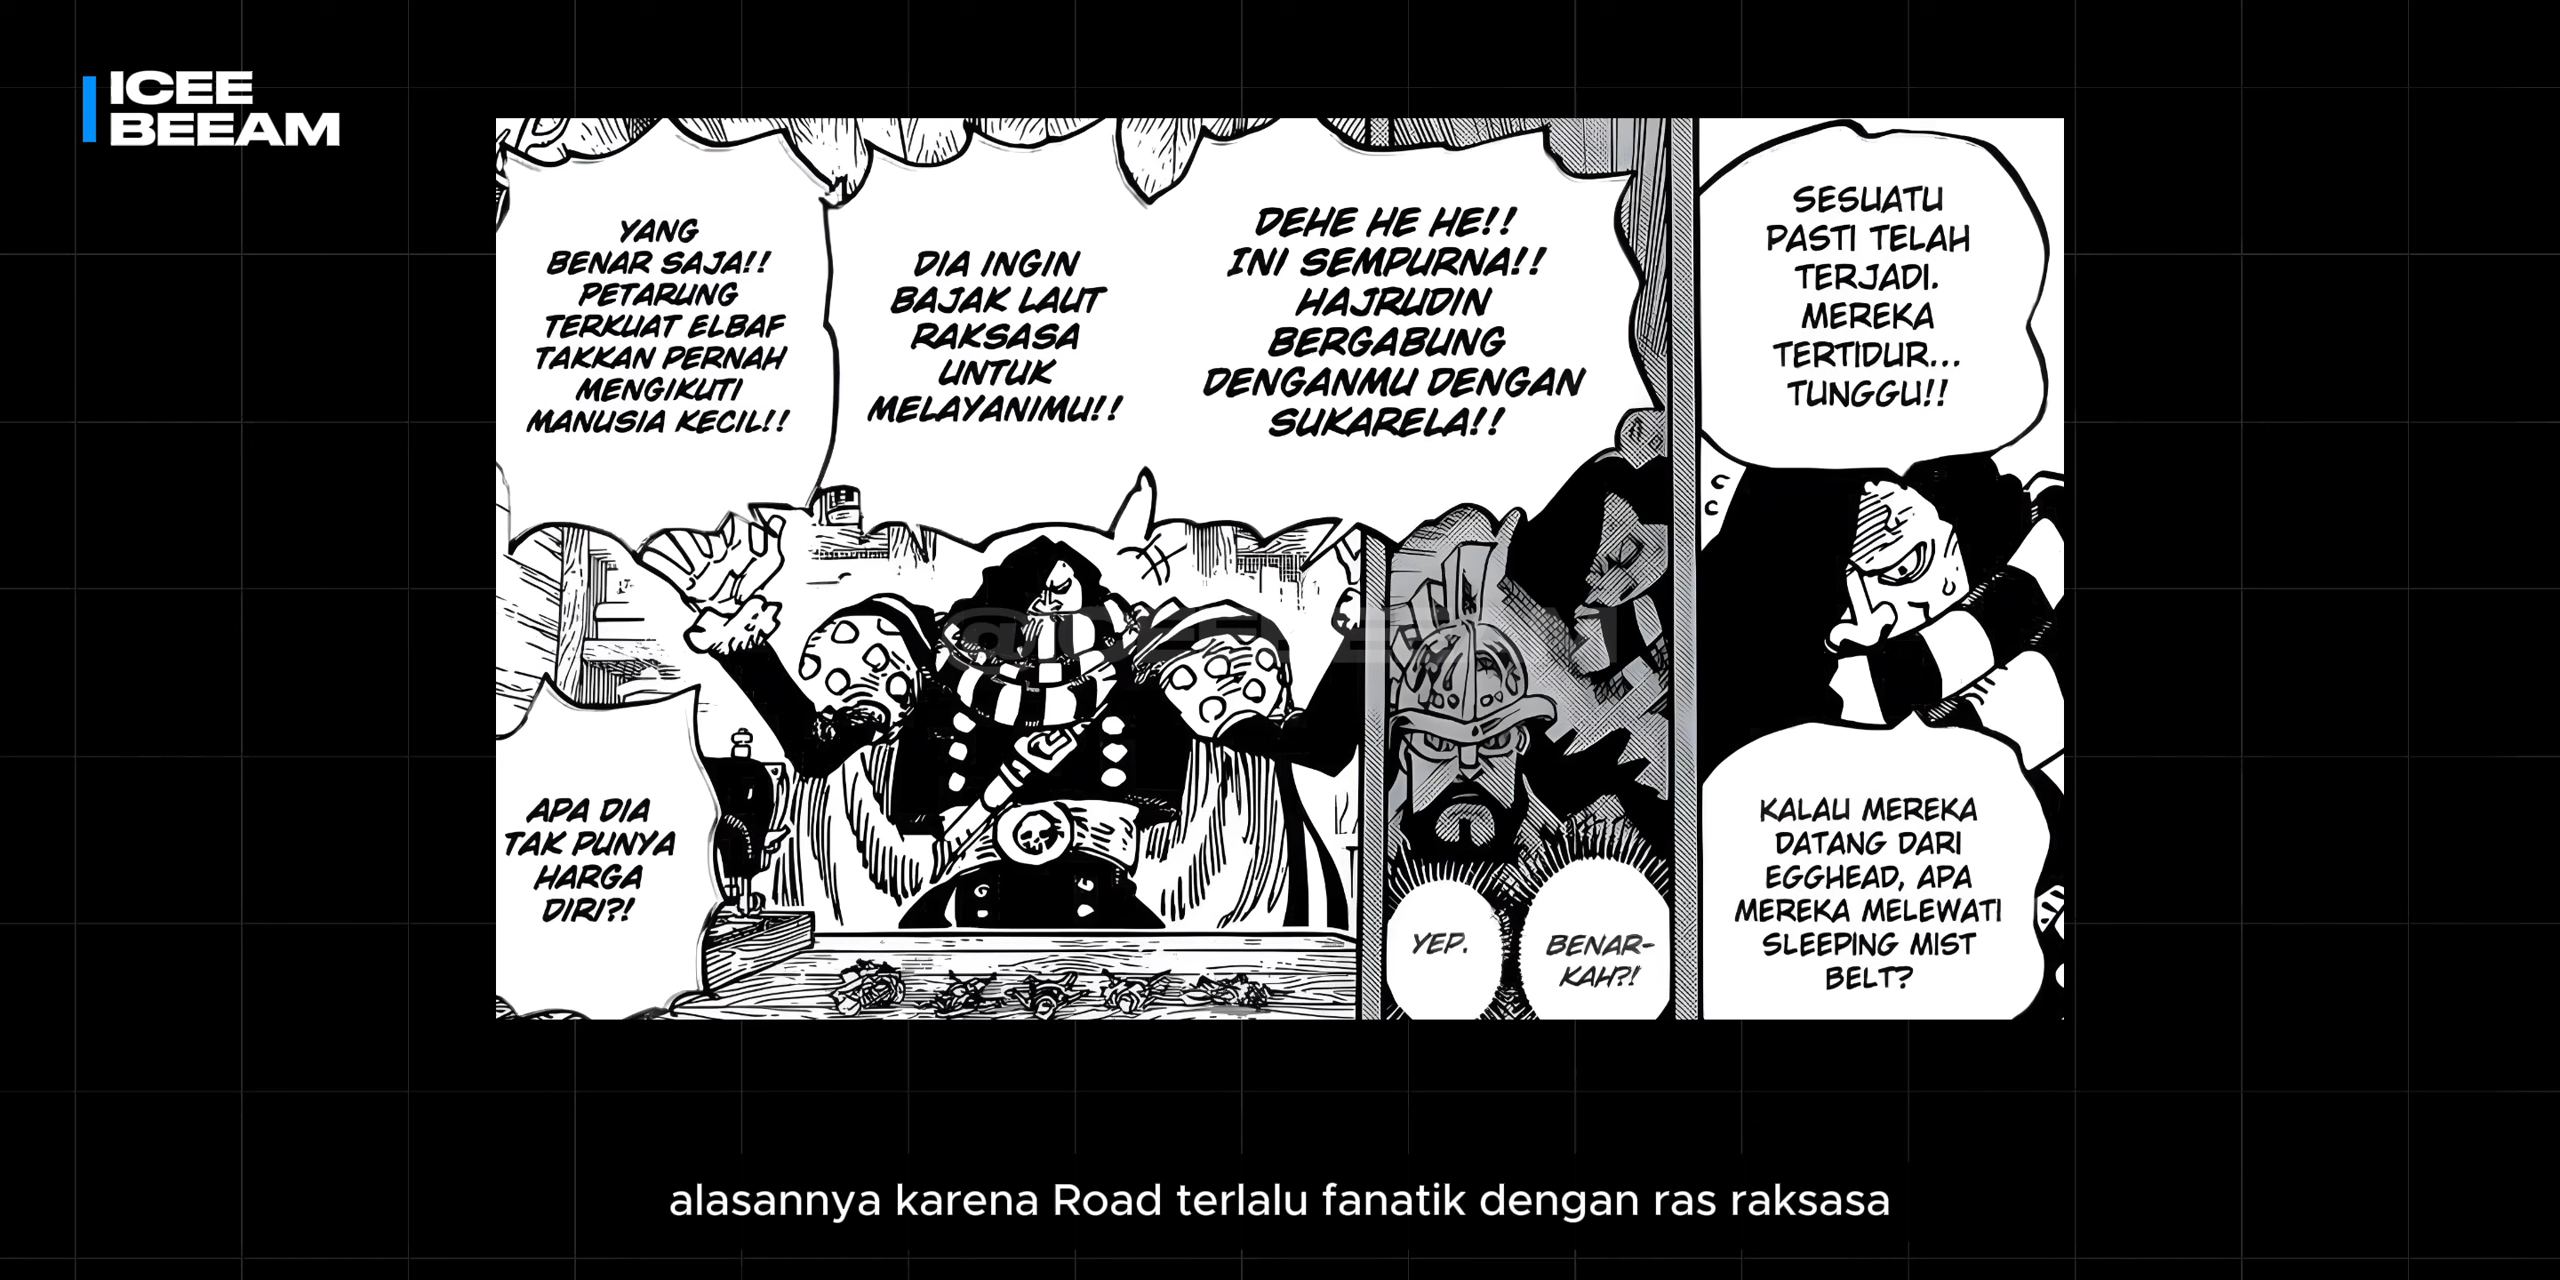 ICEE
BEEAM
YANG
BENAR SAJA!!
PETARUNG
TERKUAT ELBAF
TAKKAN PERNAH
MENGIKUTI
MANUSIA KECIL!!
DIA INGIN
BAJAK LAUT
RAKSASA
UNTUK
MELAYANIMU!!
DEHE HE HE!!
INI SEMPURNA!!
HAJRUDIN
BERGABUNG
DENGANMU DENGAN
SUKARELA!!
SESUATU
PASTI TELAH
TERJADI.
MEREKA
TERTIDUR...
TUNGGU!!
APA DIA
TAK PUNYA
HARGA
DIRI?!
YEP.
BENAR-
KAH?!
KALAU MEREKA
DATANG DARI
EGGHEAD, APA
MEREKA MELEWATI
SLEEPING MIST
BELT?
@ICEEBEEAM
alasannya karena Road terlalu fanatik dengan ras raksasa